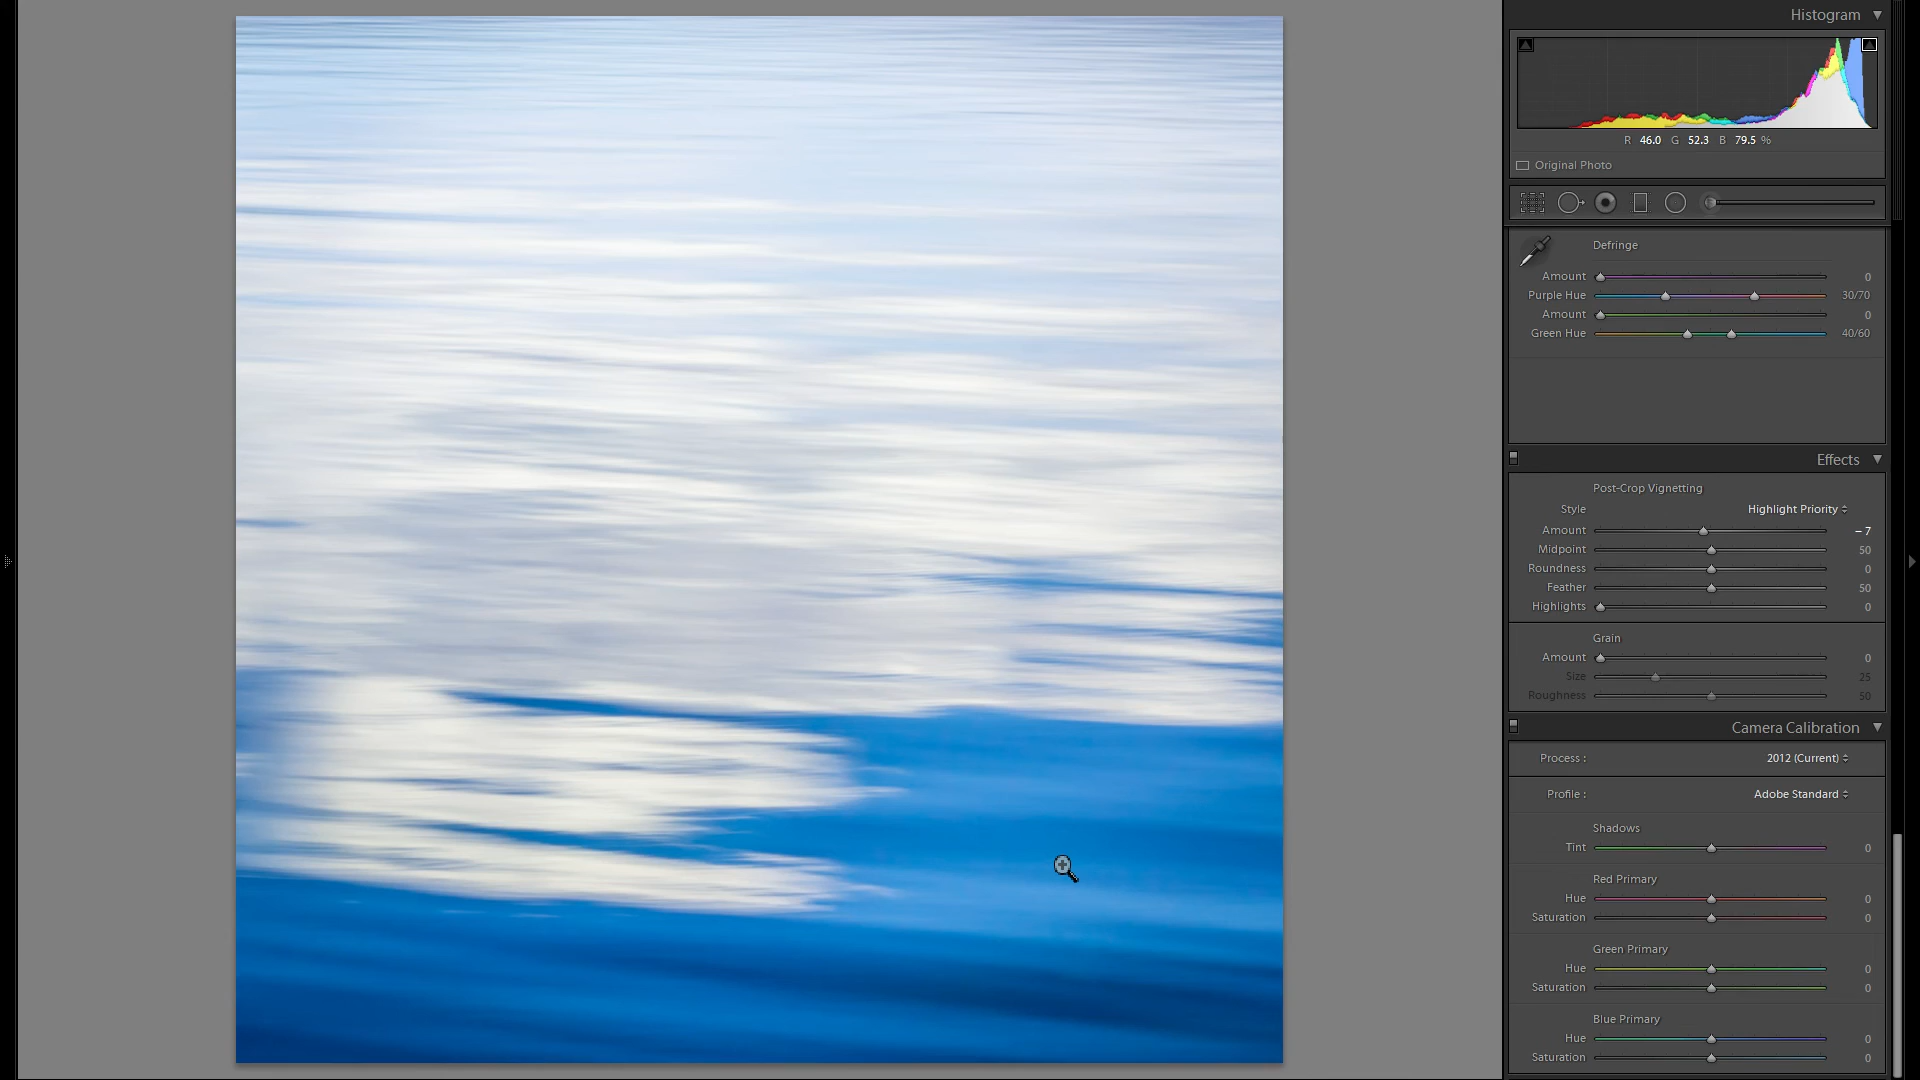 Histogram
R 46.0 G 52.3 B 79.5 %
Original Photo
Defringe
Amount 0
Purple Hue 30/70
Amount 0
Green Hue 40/60
Effects
Post-Crop Vignetting
Style Highlight Priority
Amount – 7
Midpoint 50
Roundness 0
Feather 50
Highlights 0
Grain
Amount 0
Size 25
Roughness 50
Camera Calibration
Process : 2012 (Current)
Profile : Adobe Standard
Shadows
Tint 0
Red Primary
Hue 0
Saturation 0
Green Primary
Hue 0
Saturation 0
Blue Primary
Hue 0
Saturation 0